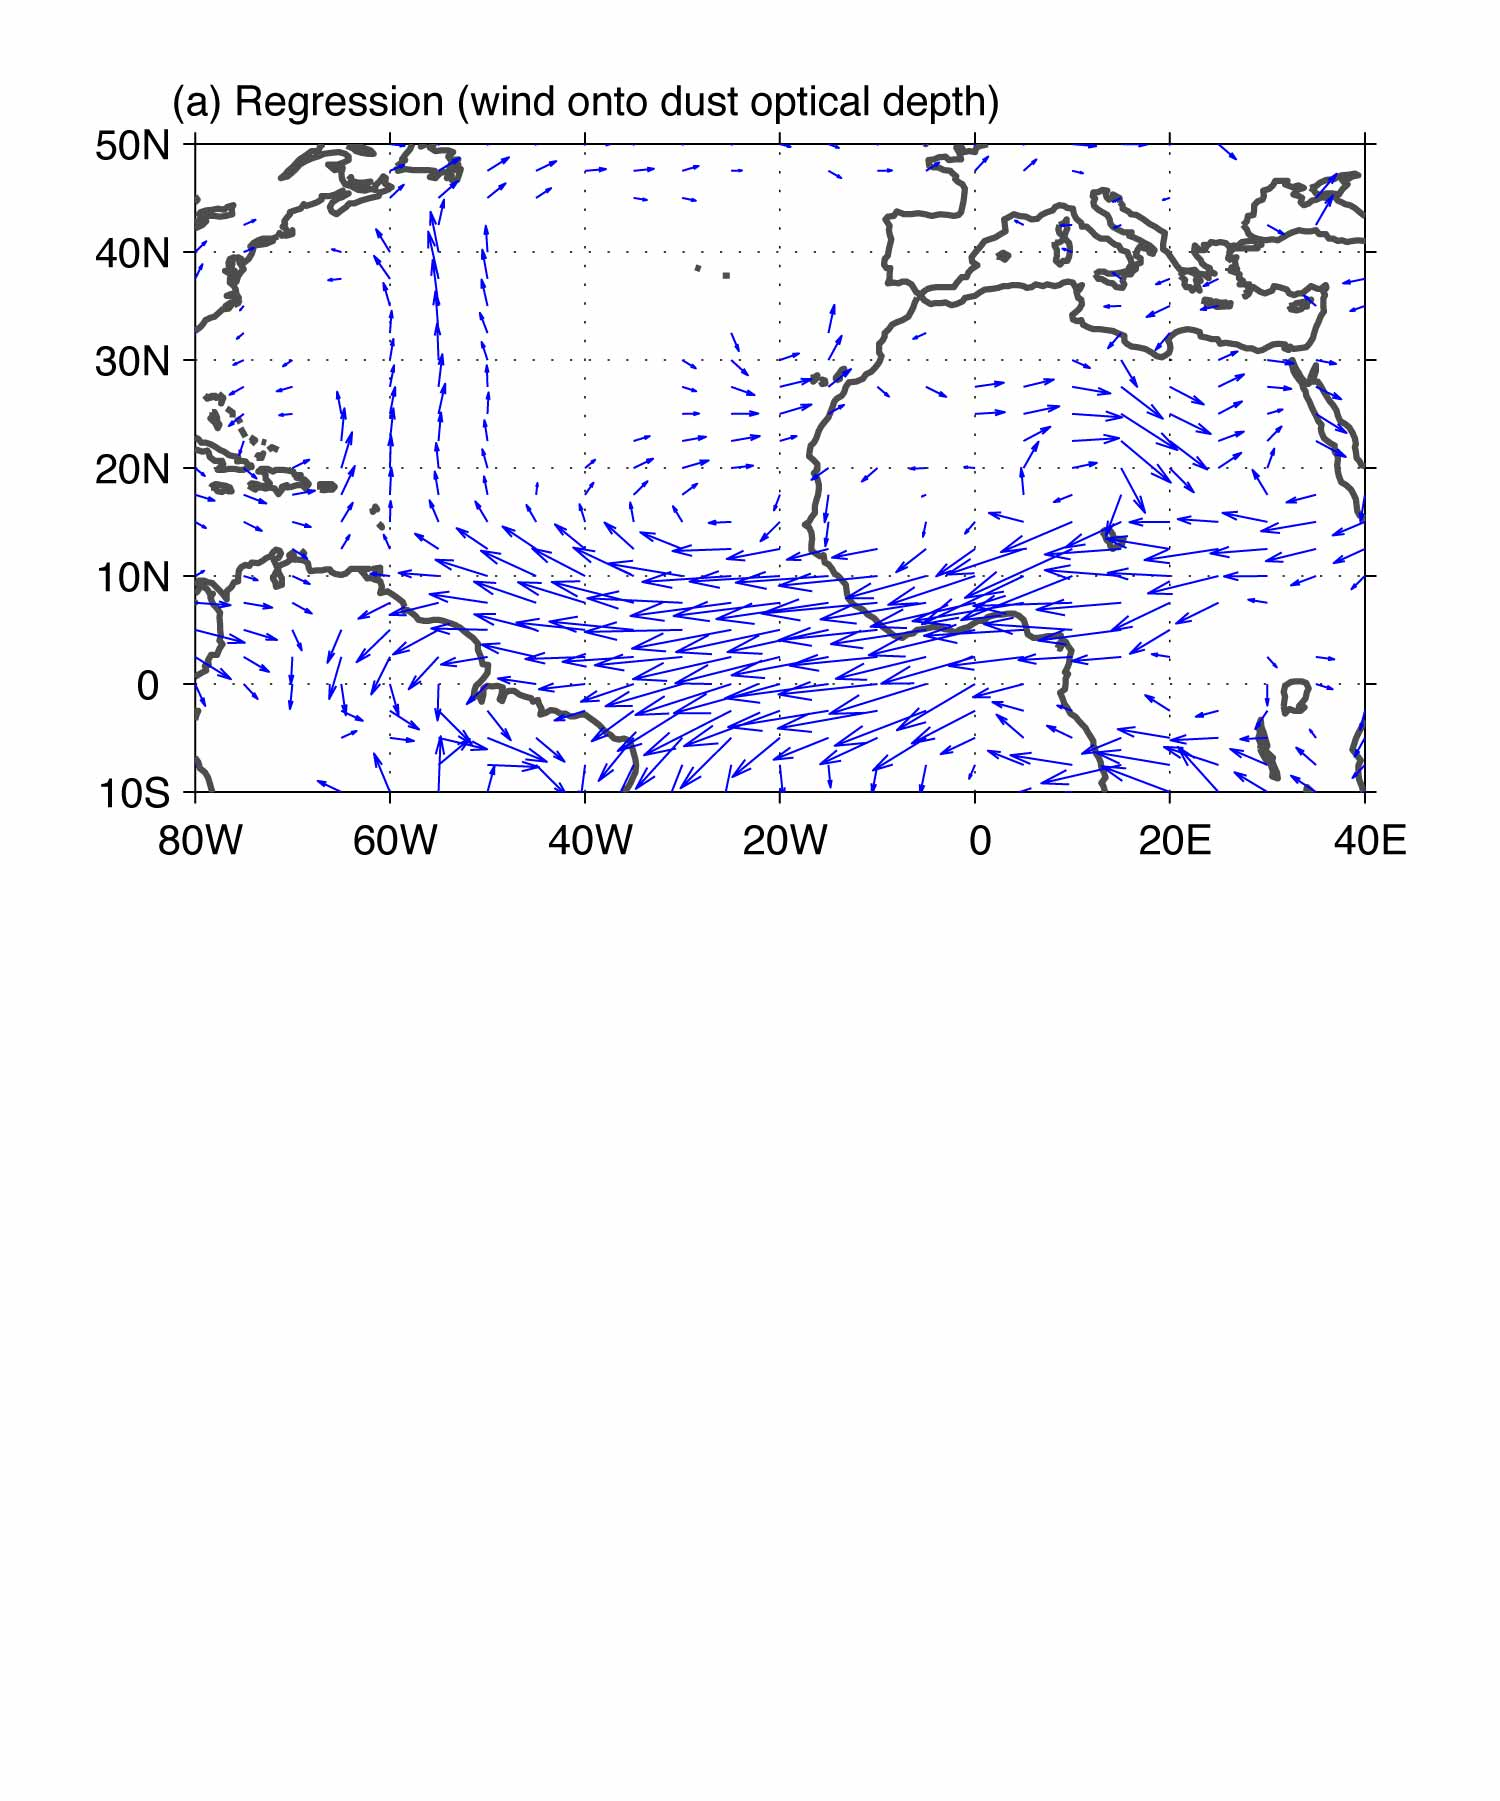 (a) Regression (wind onto dust optical depth)
50N
40N
30N
20N
10N
0
10S
80W 60W 40W 20W 0 20E 40E